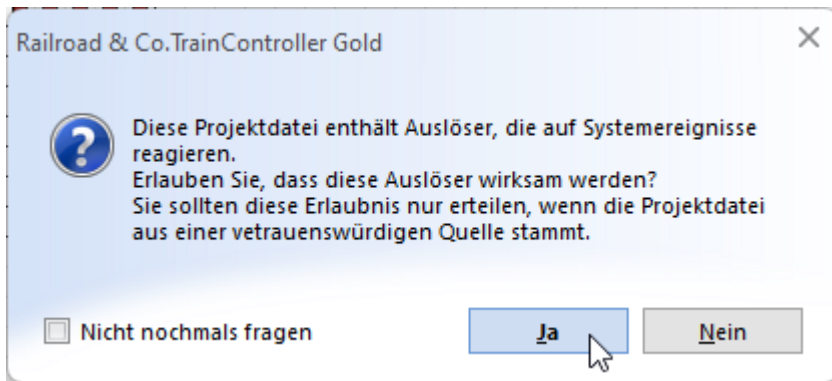 Railroad & Co.TrainController Gold
Diese Projektdatei enthält Auslöser, die auf Systemereignisse
reagieren.
Erlauben Sie, dass diese Auslöser wirksam werden?
Sie sollten diese Erlaubnis nur erteilen, wenn die Projektdatei
aus einer vetrauenswürdigen Quelle stammt.
Nicht nochmals fragen
Ja
Nein